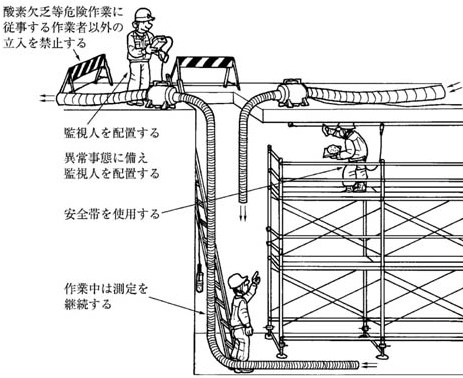 酸素欠乏等危険作業に
従事する作業者以外の
立入を禁止する
監視人を配置する
異常事態に備え
監視人を配置する
安全帯を使用する
作業中は測定を
継続する